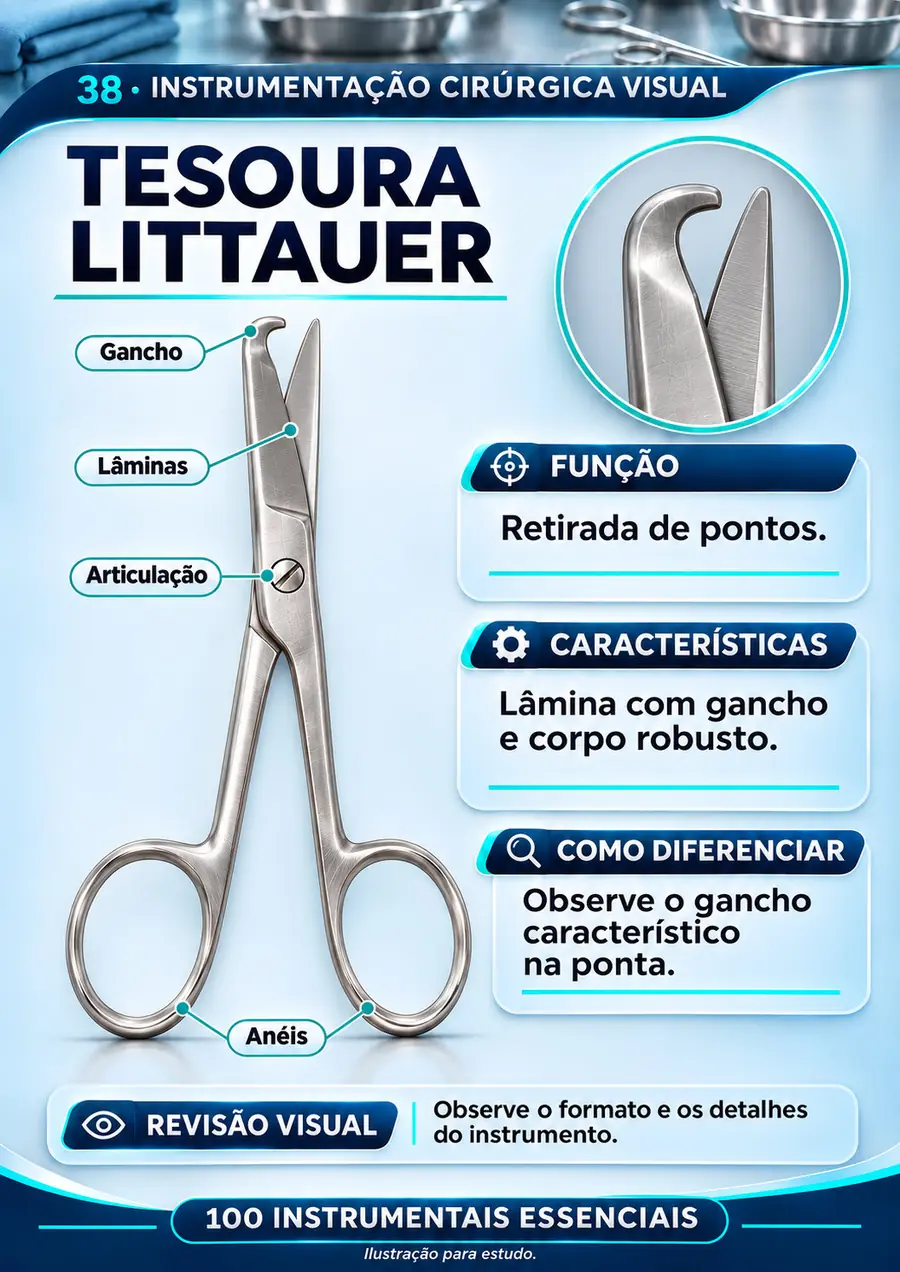 38 · INSTRUMENTAÇÃO CIRÚRGICA VISUAL
TESOURA
LITTAUER
Gancho
Lâminas
Articulação
Anéis
FUNÇÃO
Retirada de pontos.
CARACTERÍSTICAS
Lâmina com gancho
e corpo robusto.
COMO DIFERENCIAR
Observe o gancho
característico
na ponta.
REVISÃO VISUAL
Observe o formato e os detalhes
do instrumento.
100 INSTRUMENTAIS ESSENCIAIS
Ilustração para estudo.